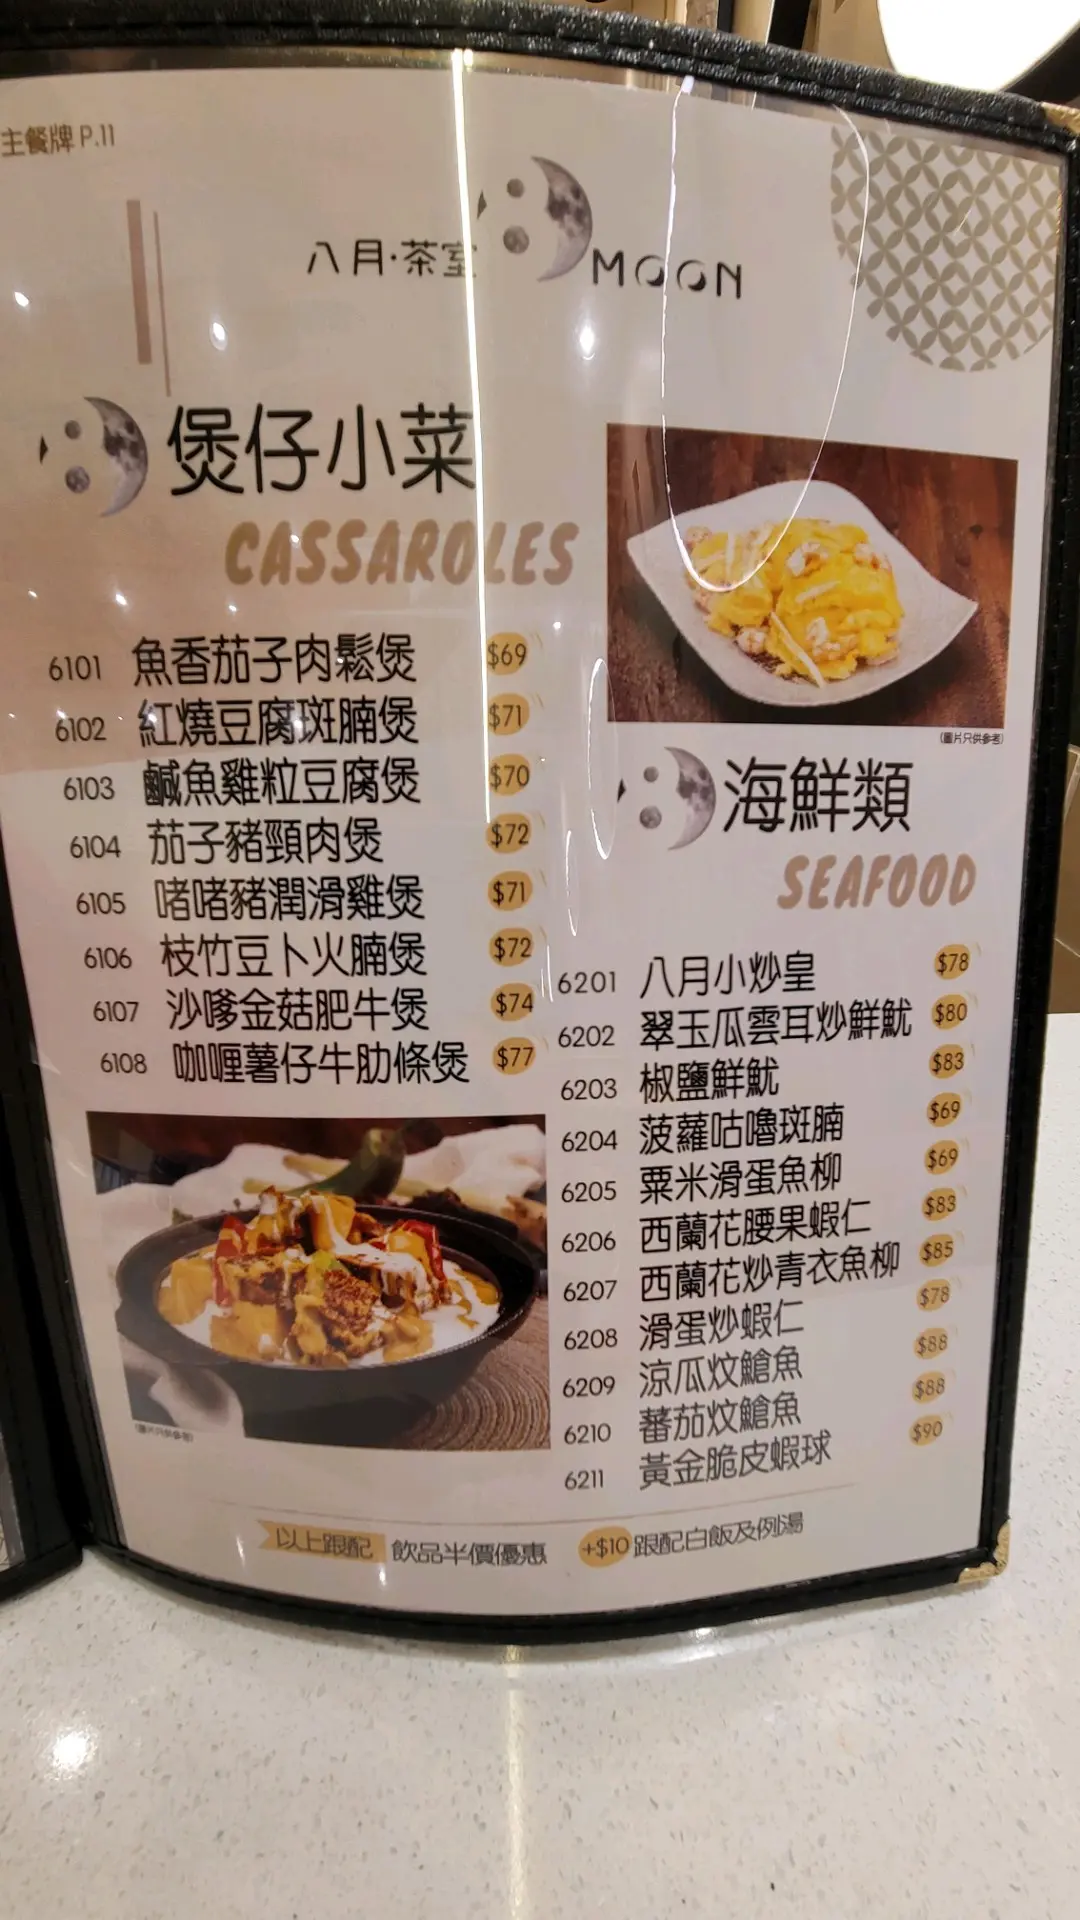 主餐牌 P.11
八月·茶室 MOON
煲仔小菜
CASSAROLES
6101 魚香茄子肉鬆煲 $69
6102 紅燒豆腐斑腩煲 $71
6103 鹹魚雞粒豆腐煲 $70
6104 茄子豬頸肉煲 $72
6105 啫啫豬潤滑雞煲 $71
6106 枝竹豆卜火腩煲 $72
6107 沙嗲金菇肥牛煲 $74
6108 咖喱薯仔牛肋條煲 $77
(圖片只供參考)
(圖片只供參考)
海鮮類
SEAFOOD
6201 八月小炒皇 $78
6202 翠玉瓜雲耳炒鮮魷 $80
6203 椒鹽鮮魷 $83
6204 菠蘿咕嚕斑腩 $69
6205 粟米滑蛋魚柳 $69
6206 西蘭花腰果蝦仁 $83
6207 西蘭花炒青衣魚柳 $85
6208 滑蛋炒蝦仁 $78
6209 涼瓜炆鱠魚 $88
6210 蕃茄炆鱠魚 $88
6211 黃金脆皮蝦球 $90
以上跟配 飲品半價優惠 +$10 跟配白飯及例湯